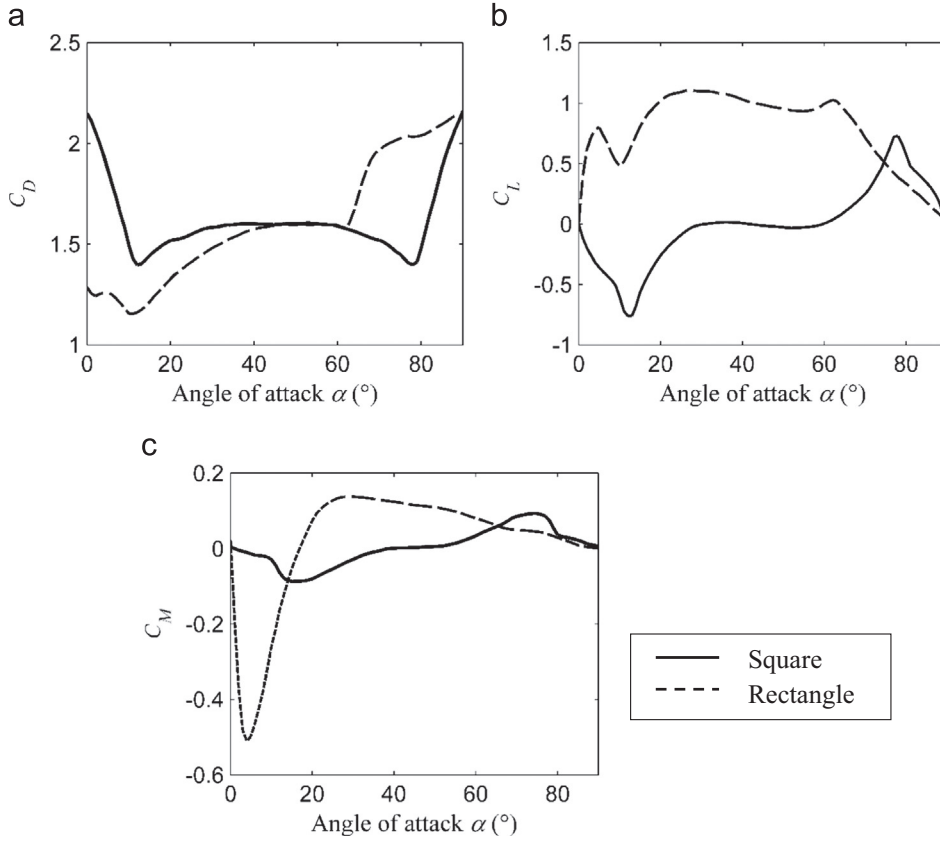 a
2.5
2
1.5
1
C_D
0 20 40 60 80
Angle of attack α (°)
b
1.5
1
0.5
0
-0.5
-1
C_L
0 20 40 60 80
Angle of attack α (°)
c
0.2
0
-0.2
-0.4
-0.6
C_M
0 20 40 60 80
Angle of attack α (°)
Square
Rectangle